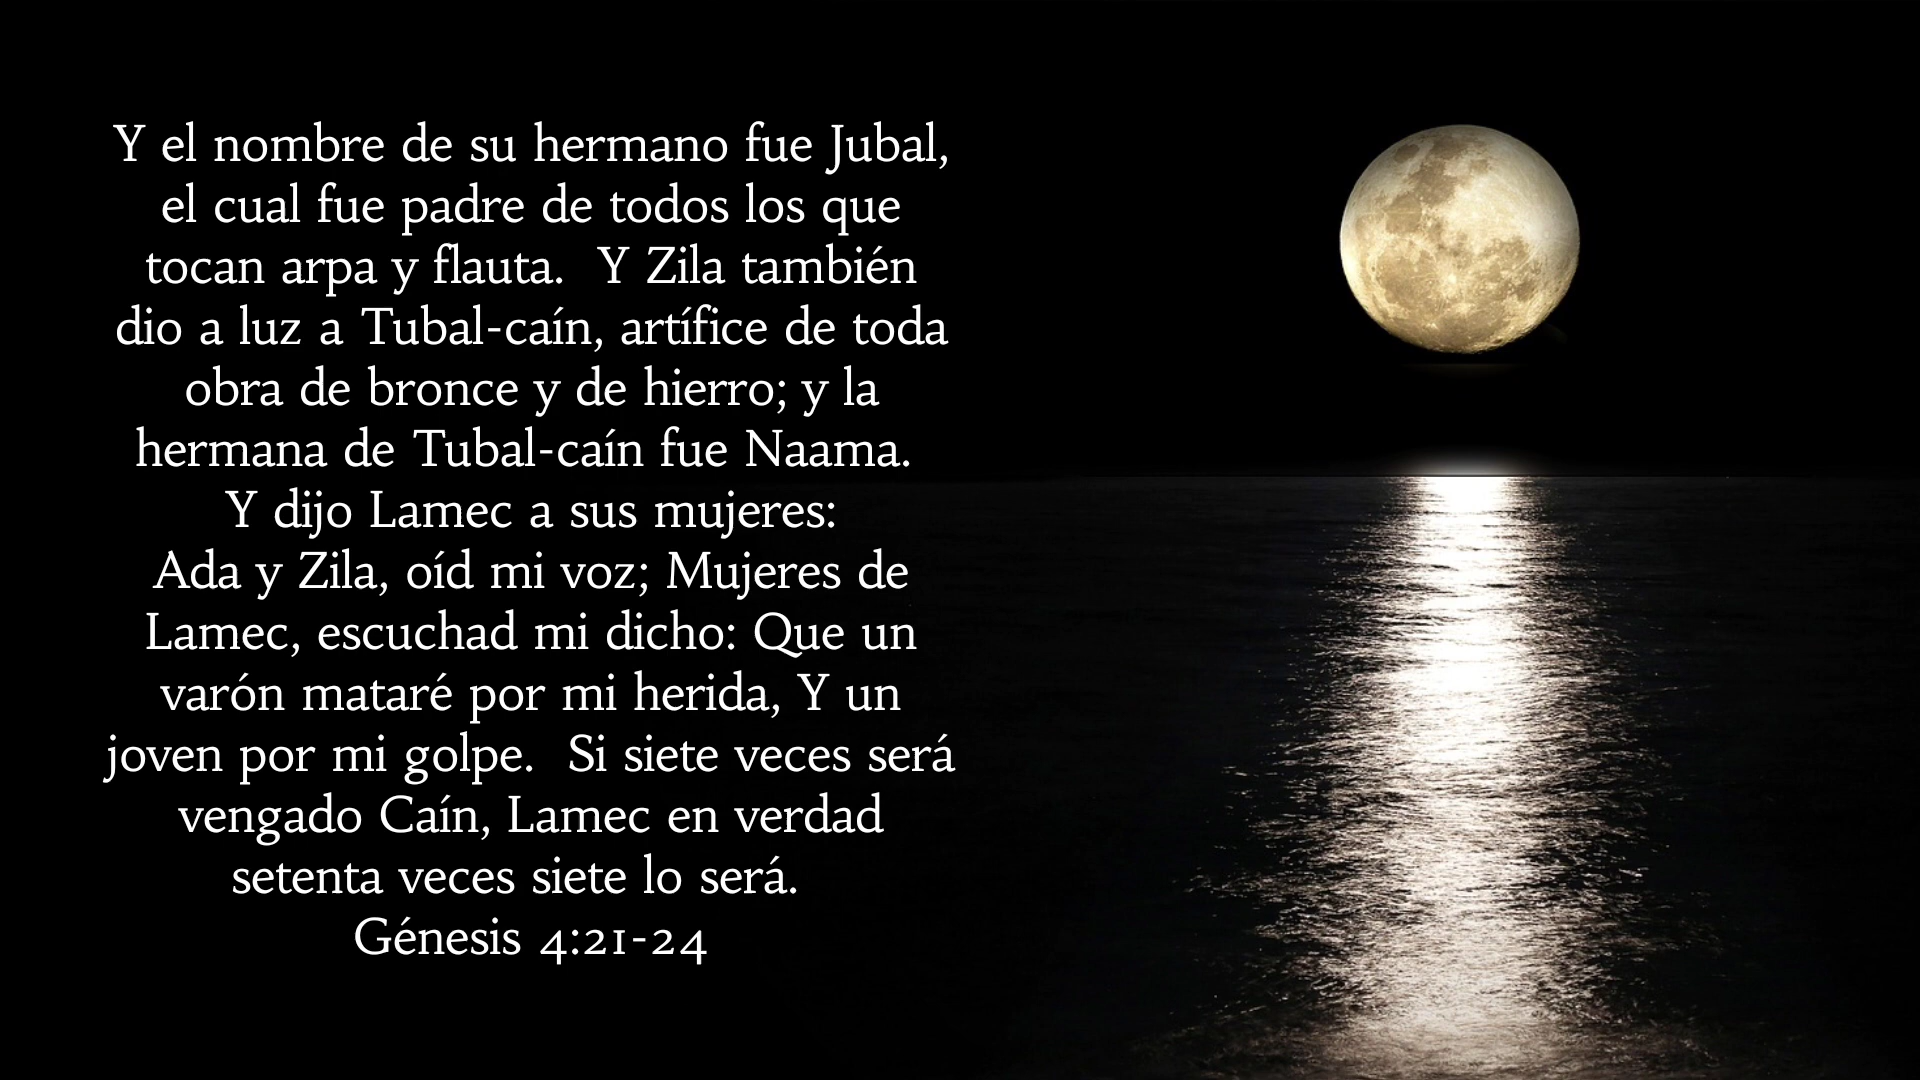 Y el nombre de su hermano fue Jubal,
el cual fue padre de todos los que
tocan arpa y flauta.  Y Zila también
dio a luz a Tubal-caín, artífice de toda
obra de bronce y de hierro; y la
hermana de Tubal-caín fue Naama.
Y dijo Lamec a sus mujeres:
Ada y Zila, oíd mi voz; Mujeres de
Lamec, escuchad mi dicho: Que un
varón mataré por mi herida, Y un
joven por mi golpe.  Si siete veces será
vengado Caín, Lamec en verdad
setenta veces siete lo será.
Génesis 4:21-24